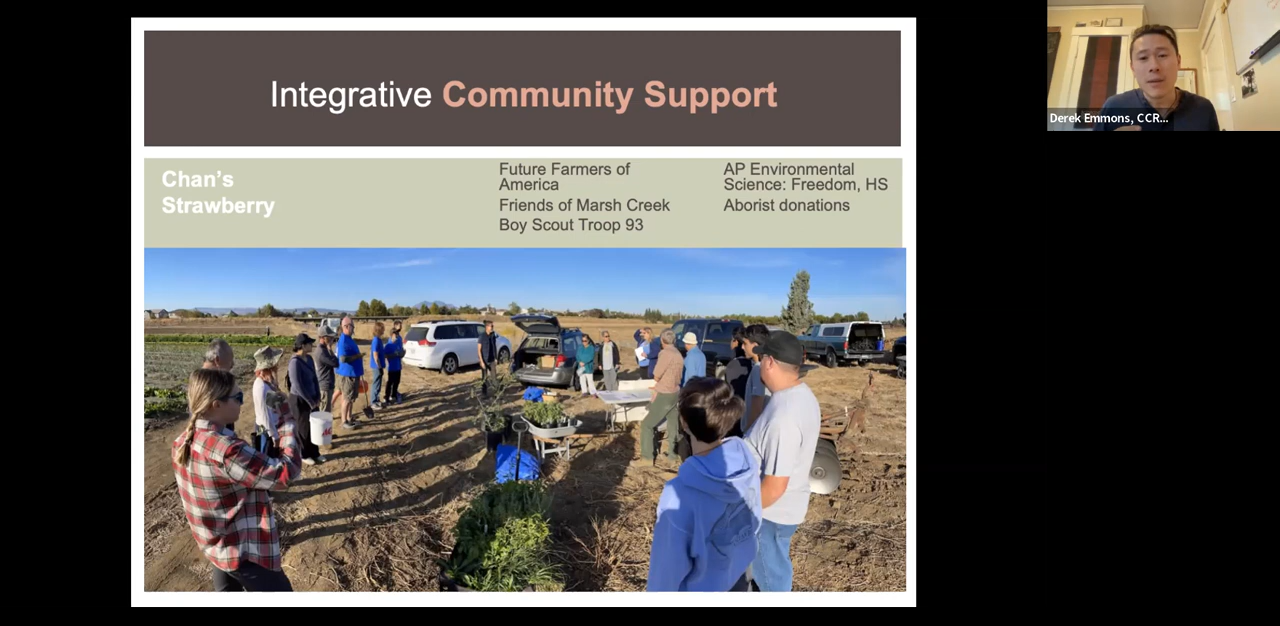 Integrative Community Support
Chan's
Strawberry
Future Farmers of
America
Friends of Marsh Creek
Boy Scout Troop 93
AP Environmental
Science: Freedom, HS
Aborist donations
Derek Emmons, CCR...